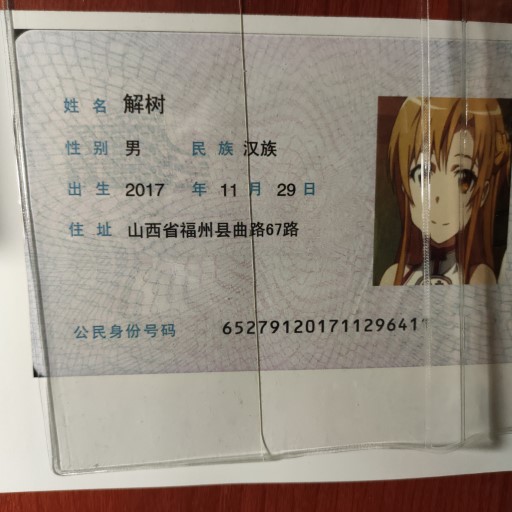 姓名 解树
性别 男 民族 汉族
出生 2017 年 11 月 29 日
住址 山西省福州县曲路67路
公民身份号码 652791201711296411